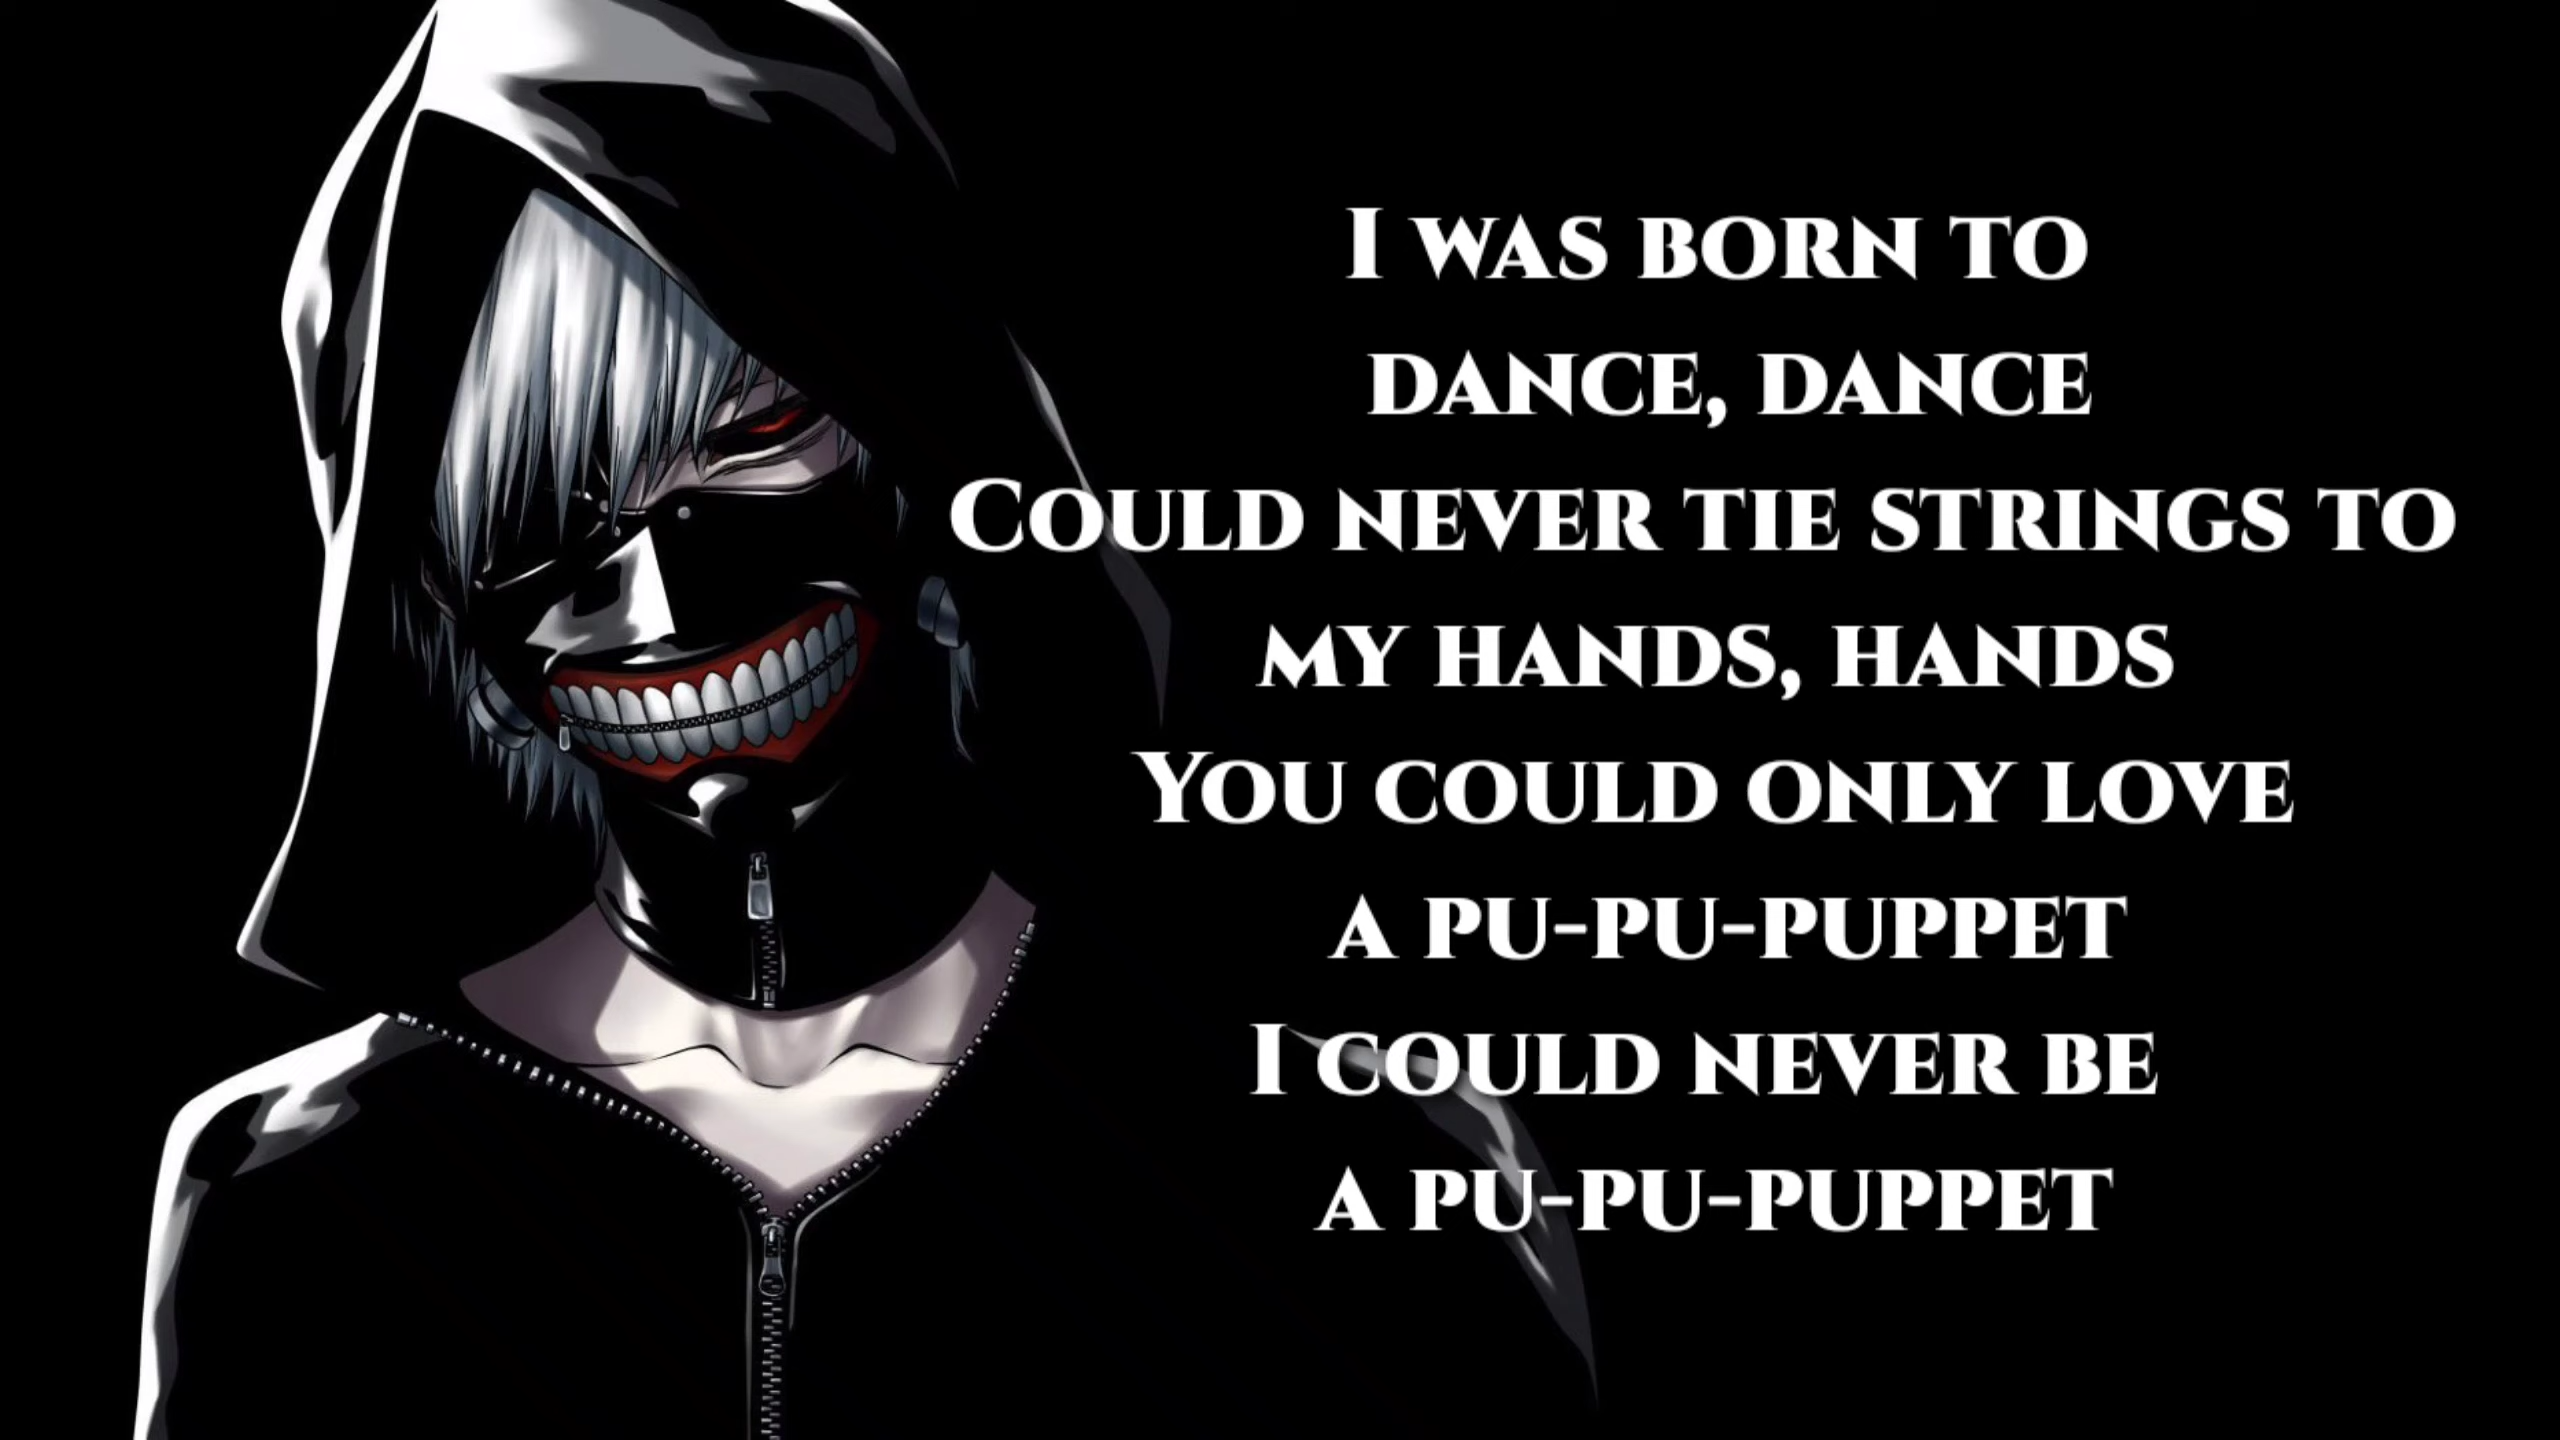 I was born to
dance, dance
Could never tie strings to
my hands, hands
You could only love
a pu-pu-puppet
I could never be
a pu-pu-puppet